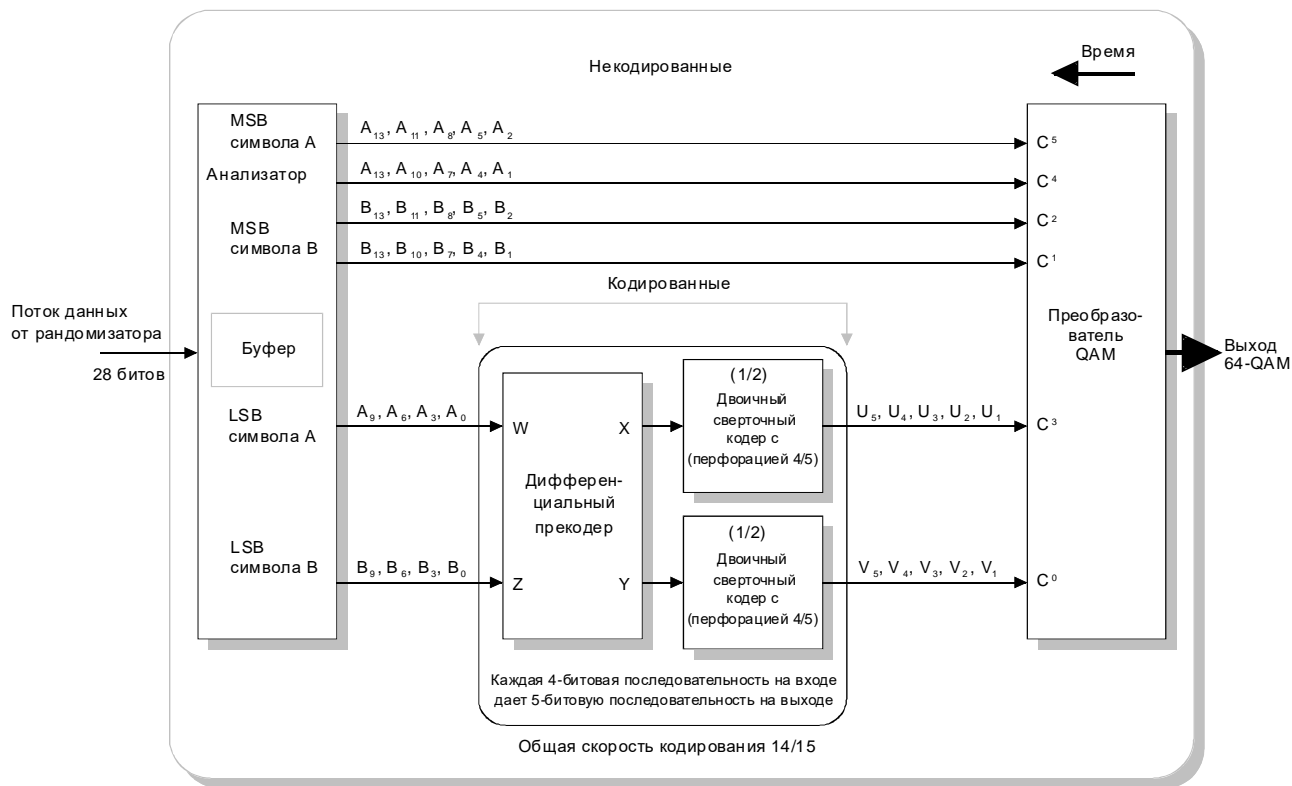 Время
Некодированные
MSB
символа A
A₁₃, A₁₁, A₈, A₅, A₂
C⁵
Анализатор
A₁₃, A₁₀, A₇, A₄, A₁
C⁴
MSB
символа B
B₁₃, B₁₁, B₈, B₅, B₂
C²
B₁₃, B₁₀, B₇, B₄, B₁
C¹
Кодированные
Поток данных
от рандомизатора
28 битов
Буфер
Преобразо-
ватель
QAM
Выход
64-QAM
LSB
символа A
A₉, A₆, A₃, A₀
W
X
(1/2)
Двоичный
сверточный
кодер с
(перфорацией 4/5)
U₅, U₄, U₃, U₂, U₁
C³
Дифферен-
циальный
прекодер
LSB
символа B
B₉, B₆, B₃, B₀
Z
Y
(1/2)
Двоичный
сверточный
кодер с
(перфорацией 4/5)
V₅, V₄, V₃, V₂, V₁
C⁰
Каждая 4-битовая последовательность на входе
дает 5-битовую последовательность на выходе
Общая скорость кодирования 14/15